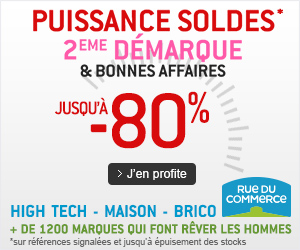 PUISSANCE SOLDES*
2EME DÉMARQUE
& BONNES AFFAIRES
JUSQU'À
-80%
> J'en profite
RUE DU
COMMERCE
HIGH TECH - MAISON - BRICO
+ DE 1200 MARQUES QUI FONT RÊVER LES HOMMES
*sur références signalées et jusqu'à épuisement des stocks